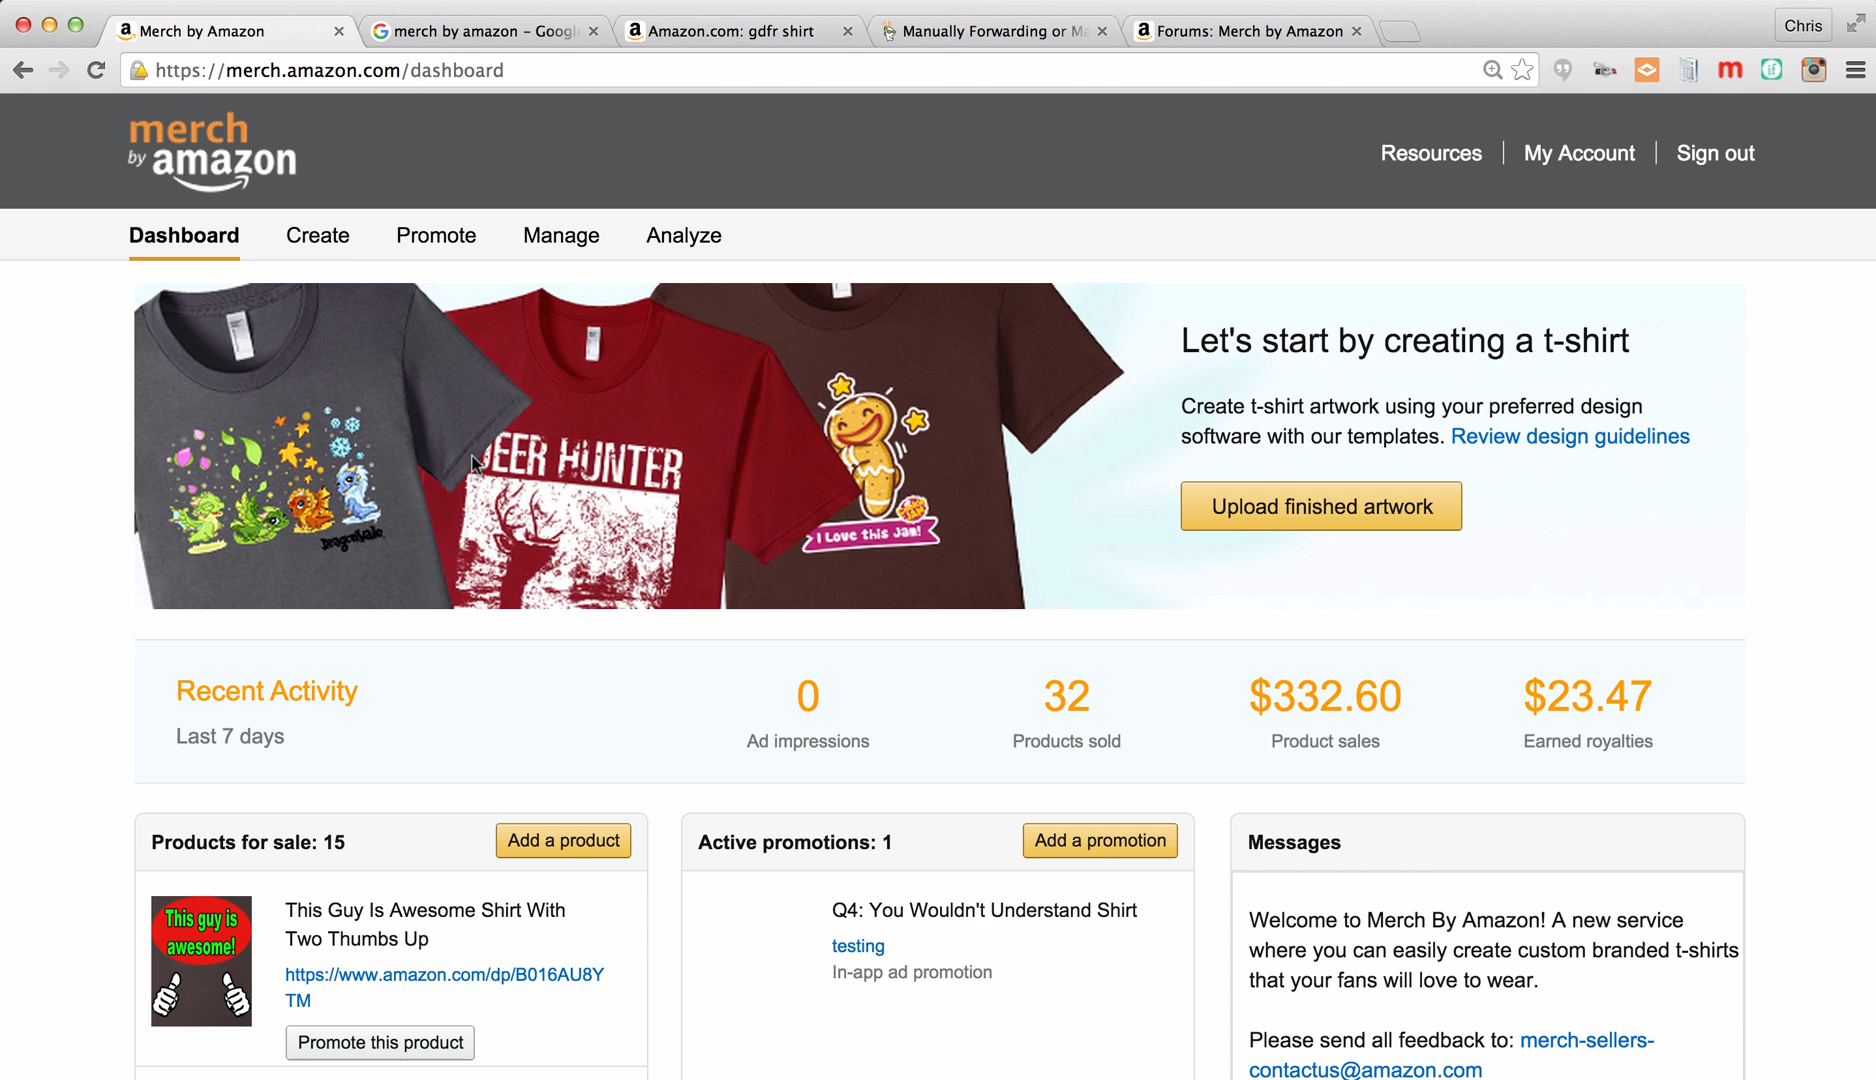 Merch by Amazon
merch by amazon - Googl
Amazon.com: gdfr shirt
Manually Forwarding or Ma
Forums: Merch by Amazon
Chris
https://merch.amazon.com/dashboard
merch
by amazon
Resources
My Account
Sign out
Dashboard
Create
Promote
Manage
Analyze
EER HUNTER
DragonVale
I Love this Jam!
Let's start by creating a t-shirt
Create t-shirt artwork using your preferred design
software with our templates. Review design guidelines
Upload finished artwork
Recent Activity
Last 7 days
0
Ad impressions
32
Products sold
$332.60
Product sales
$23.47
Earned royalties
Products for sale: 15
Add a product
This guy is
awesome!
This Guy Is Awesome Shirt With
Two Thumbs Up
https://www.amazon.com/dp/B016AU8Y
TM
Promote this product
Active promotions: 1
Add a promotion
Q4: You Wouldn't Understand Shirt
testing
In-app ad promotion
Messages
Welcome to Merch By Amazon! A new service
where you can easily create custom branded t-shirts
that your fans will love to wear.
Please send all feedback to: merch-sellers-
contactus@amazon.com